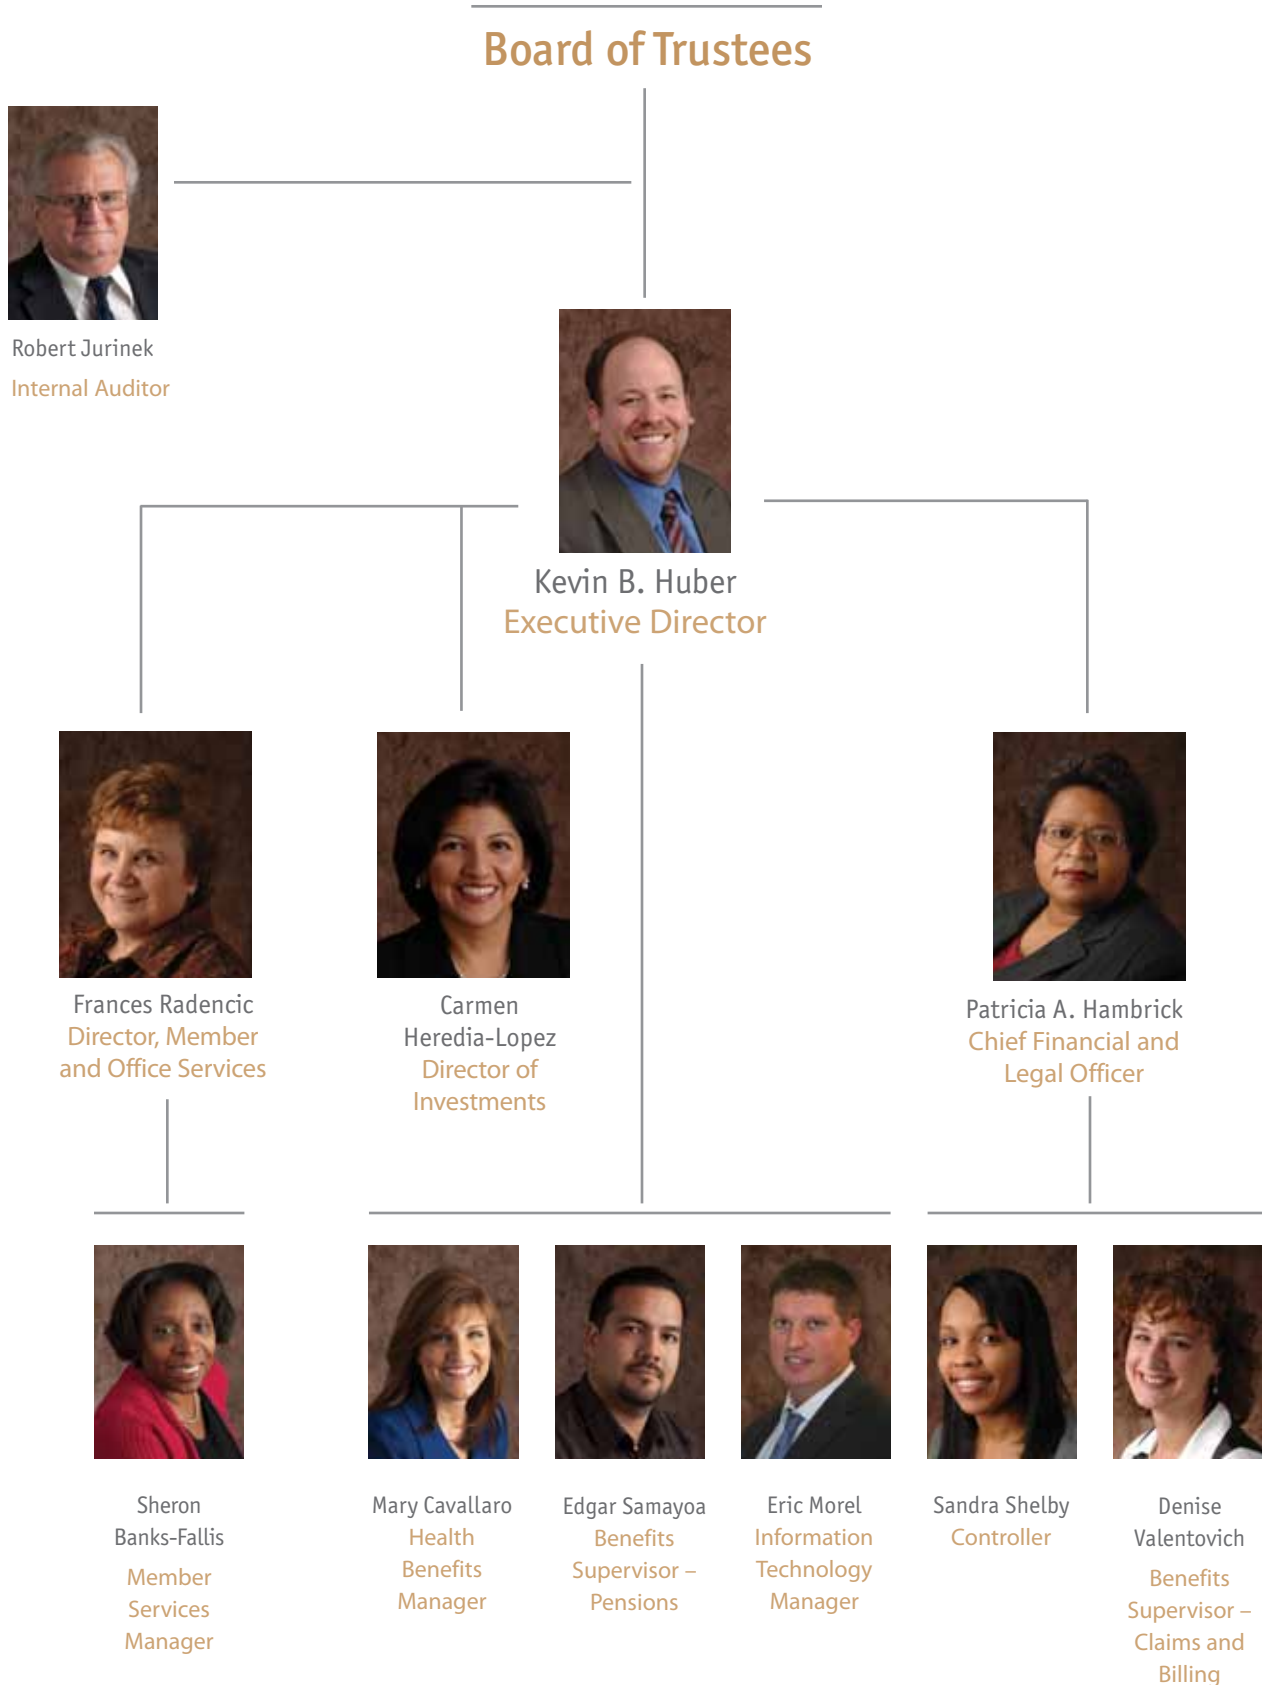 Board of Trustees
Robert Jurinek
Internal Auditor
Kevin B. Huber
Executive Director
Frances Radencic
Director, Member
and Office Services
Carmen
Heredia-Lopez
Director of
Investments
Patricia A. Hambrick
Chief Financial and
Legal Officer
Sheron
Banks-Fallis
Member
Services
Manager
Mary Cavallaro
Health
Benefits
Manager
Edgar Samayoa
Benefits
Supervisor –
Pensions
Eric Morel
Information
Technology
Manager
Sandra Shelby
Controller
Denise
Valentovich
Benefits
Supervisor –
Claims and
Billing